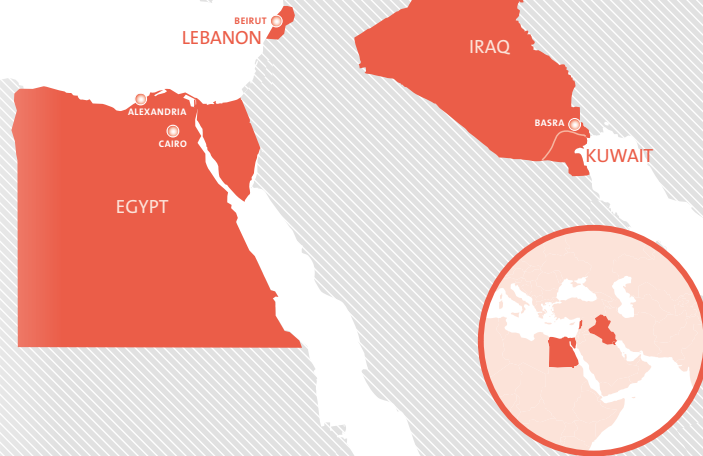 BEIRUT
LEBANON
IRAQ
ALEXANDRIA
BASRA
CAIRO
KUWAIT
EGYPT